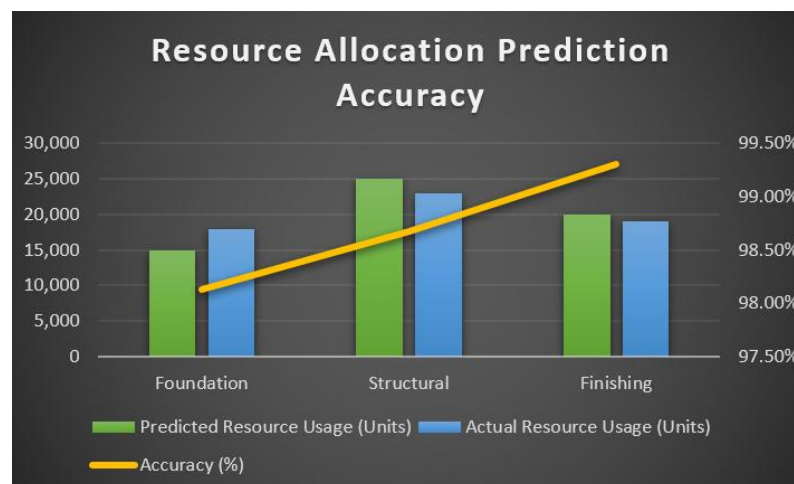 Resource Allocation Prediction
Accuracy
30,000
25,000
20,000
15,000
10,000
5,000
0
99.50%
99.00%
98.50%
98.00%
97.50%
Foundation Structural Finishing
Predicted Resource Usage (Units) Actual Resource Usage (Units)
Accuracy (%)